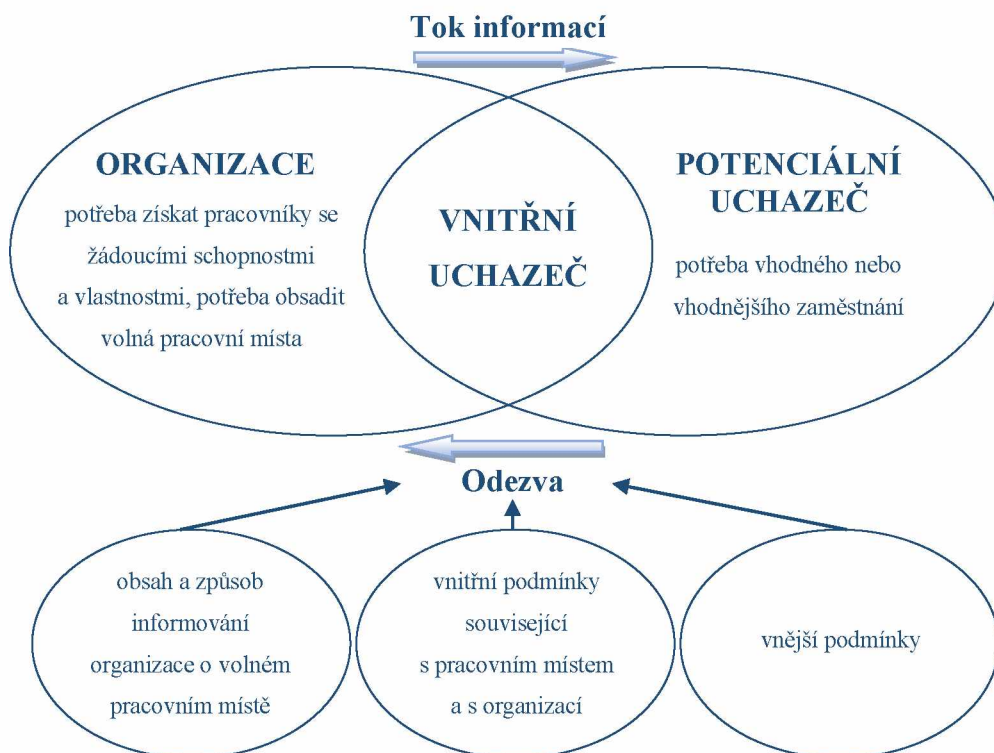 Tok informací
ORGANIZACE
potřeba získat pracovníky se
žádoucími schopnostmi
a vlastnostmi, potřeba obsadit
volná pracovní místa
VNITŘNÍ
UCHAZEČ
POTENCIÁLNÍ
UCHAZEČ
potřeba vhodného nebo
vhodnějšího zaměstnání
Odezva
obsah a způsob
informování
organizace o volném
pracovním místě
vnitřní podmínky
související
s pracovním místem
a s organizací
vnější podmínky